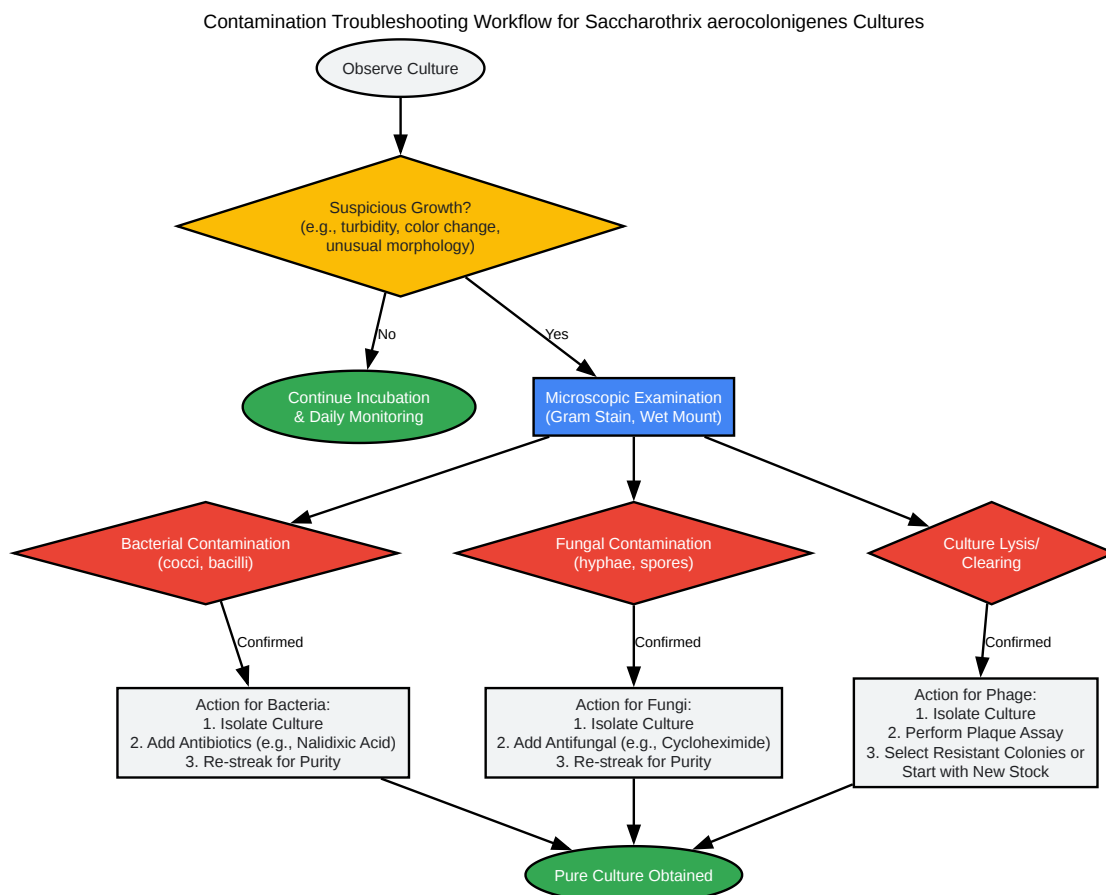 Contamination Troubleshooting Workflow for Saccharothrix aerocolonigenes Cultures
Observe Culture
Suspicious Growth?
(e.g., turbidity, color change,
unusual morphology)
No
Yes
Continue Incubation
& Daily Monitoring
Microscopic Examination
(Gram Stain, Wet Mount)
Bacterial Contamination
(cocci, bacilli)
Fungal Contamination
(hyphae, spores)
Culture Lysis/
Clearing
Confirmed
Confirmed
Confirmed
Action for Bacteria:
1. Isolate Culture
2. Add Antibiotics (e.g., Nalidixic Acid)
3. Re-streak for Purity
Action for Fungi:
1. Isolate Culture
2. Add Antifungal (e.g., Cycloheximide)
3. Re-streak for Purity
Action for Phage:
1. Isolate Culture
2. Perform Plaque Assay
3. Select Resistant Colonies or
Start with New Stock
Pure Culture Obtained